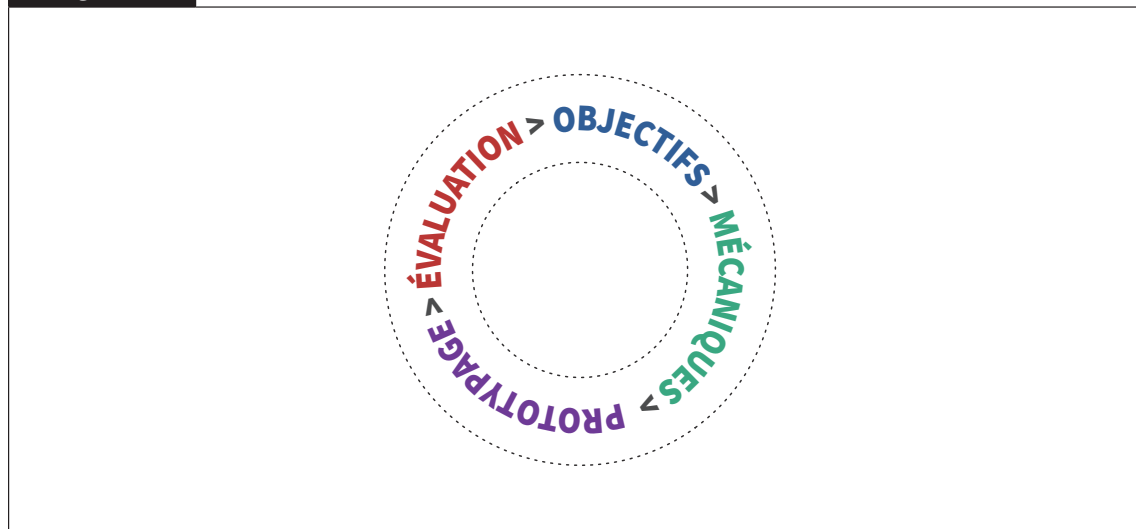 OBJECTIFS > MÉCANIQUES > PROTOTYPAGE > ÉVALUATION >